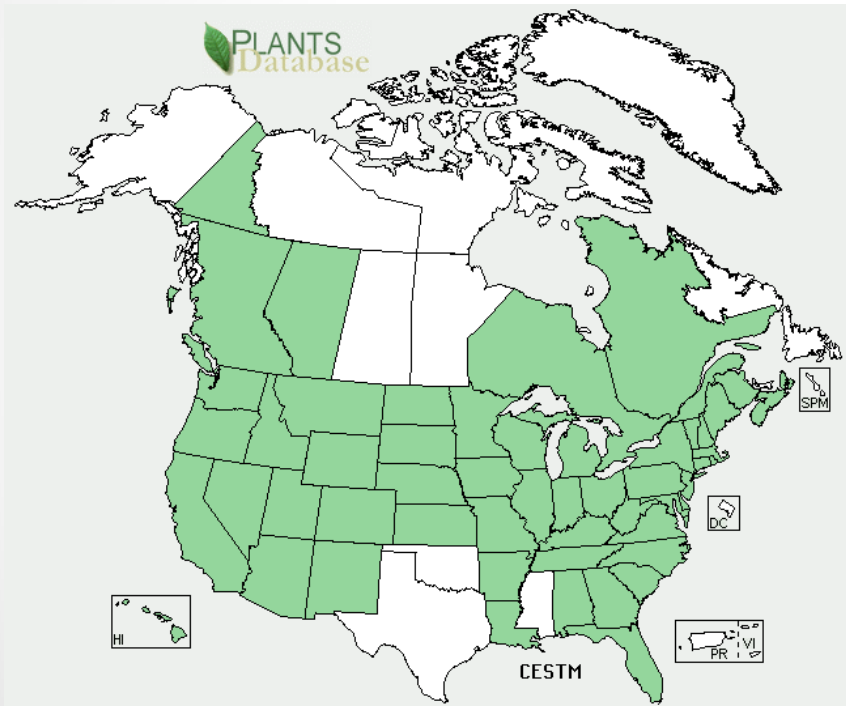 PLANTS
Database
SPM
DC
HI
PR
VI
CESTM